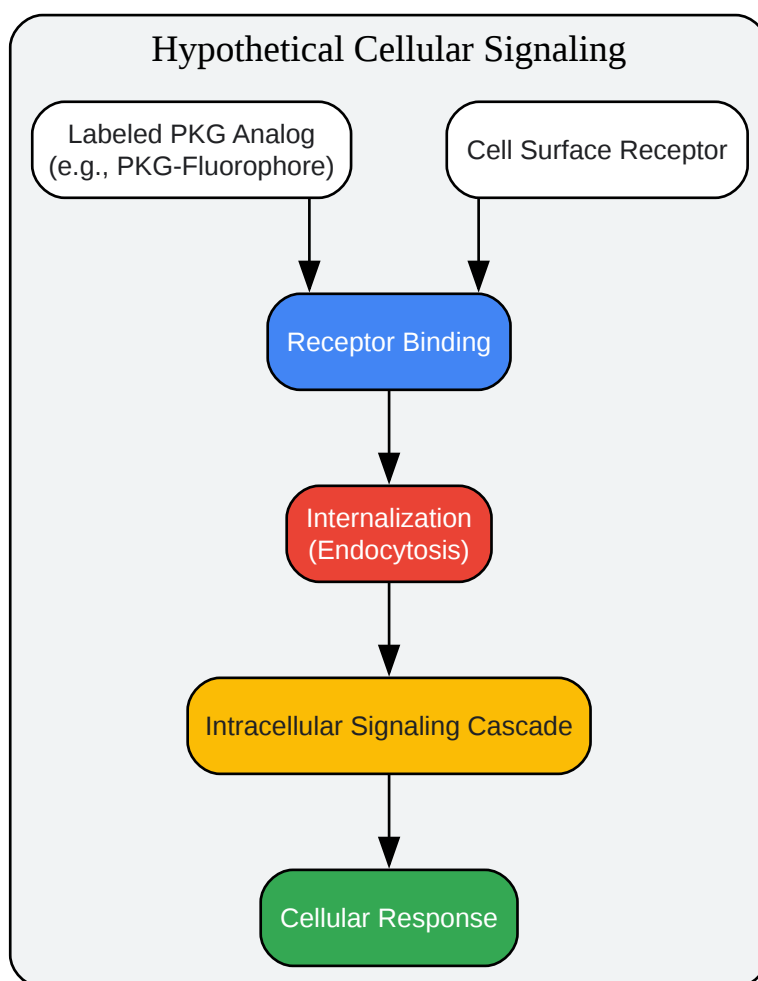 Hypothetical Cellular Signaling
Labeled PKG Analog
(e.g., PKG-Fluorophore)
Cell Surface Receptor
Receptor Binding
Internalization
(Endocytosis)
Intracellular Signaling Cascade
Cellular Response